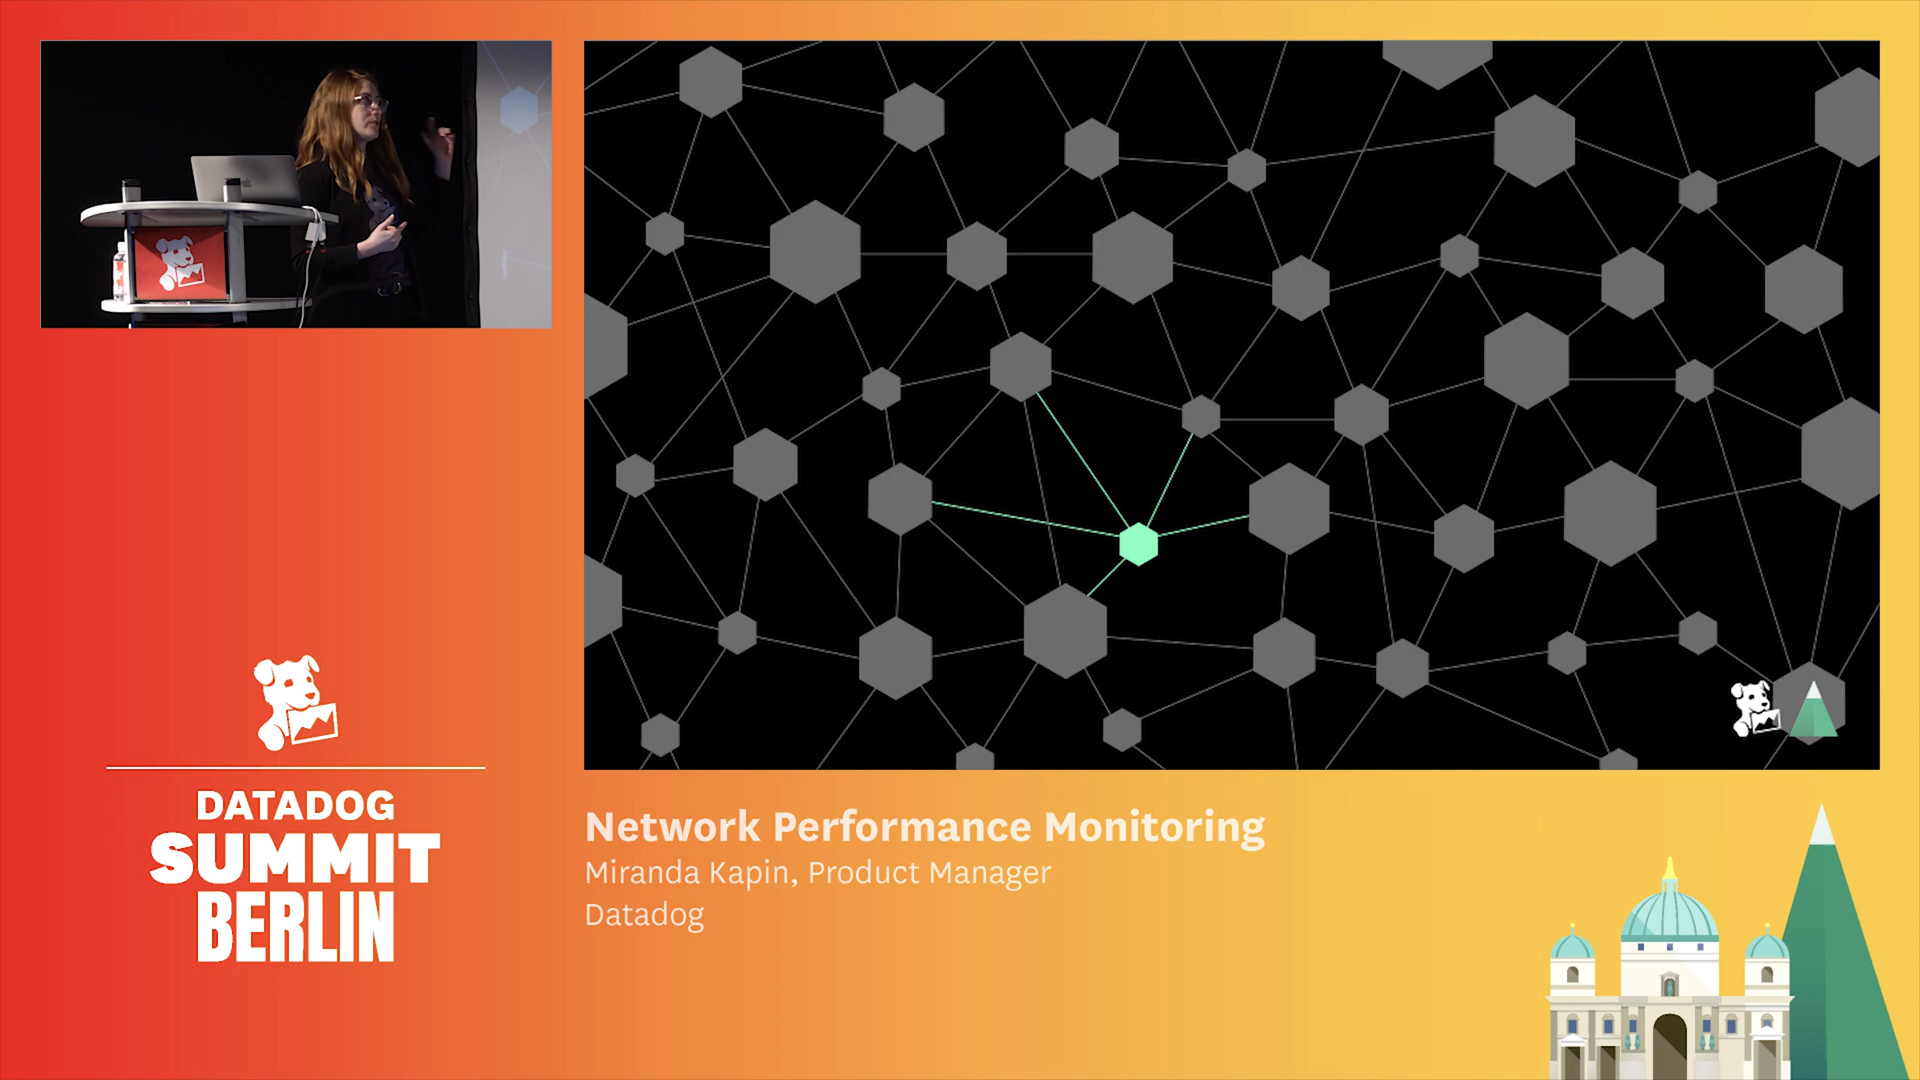 DATADOG
SUMMIT
BERLIN
Network Performance Monitoring
Miranda Kapin, Product Manager
Datadog